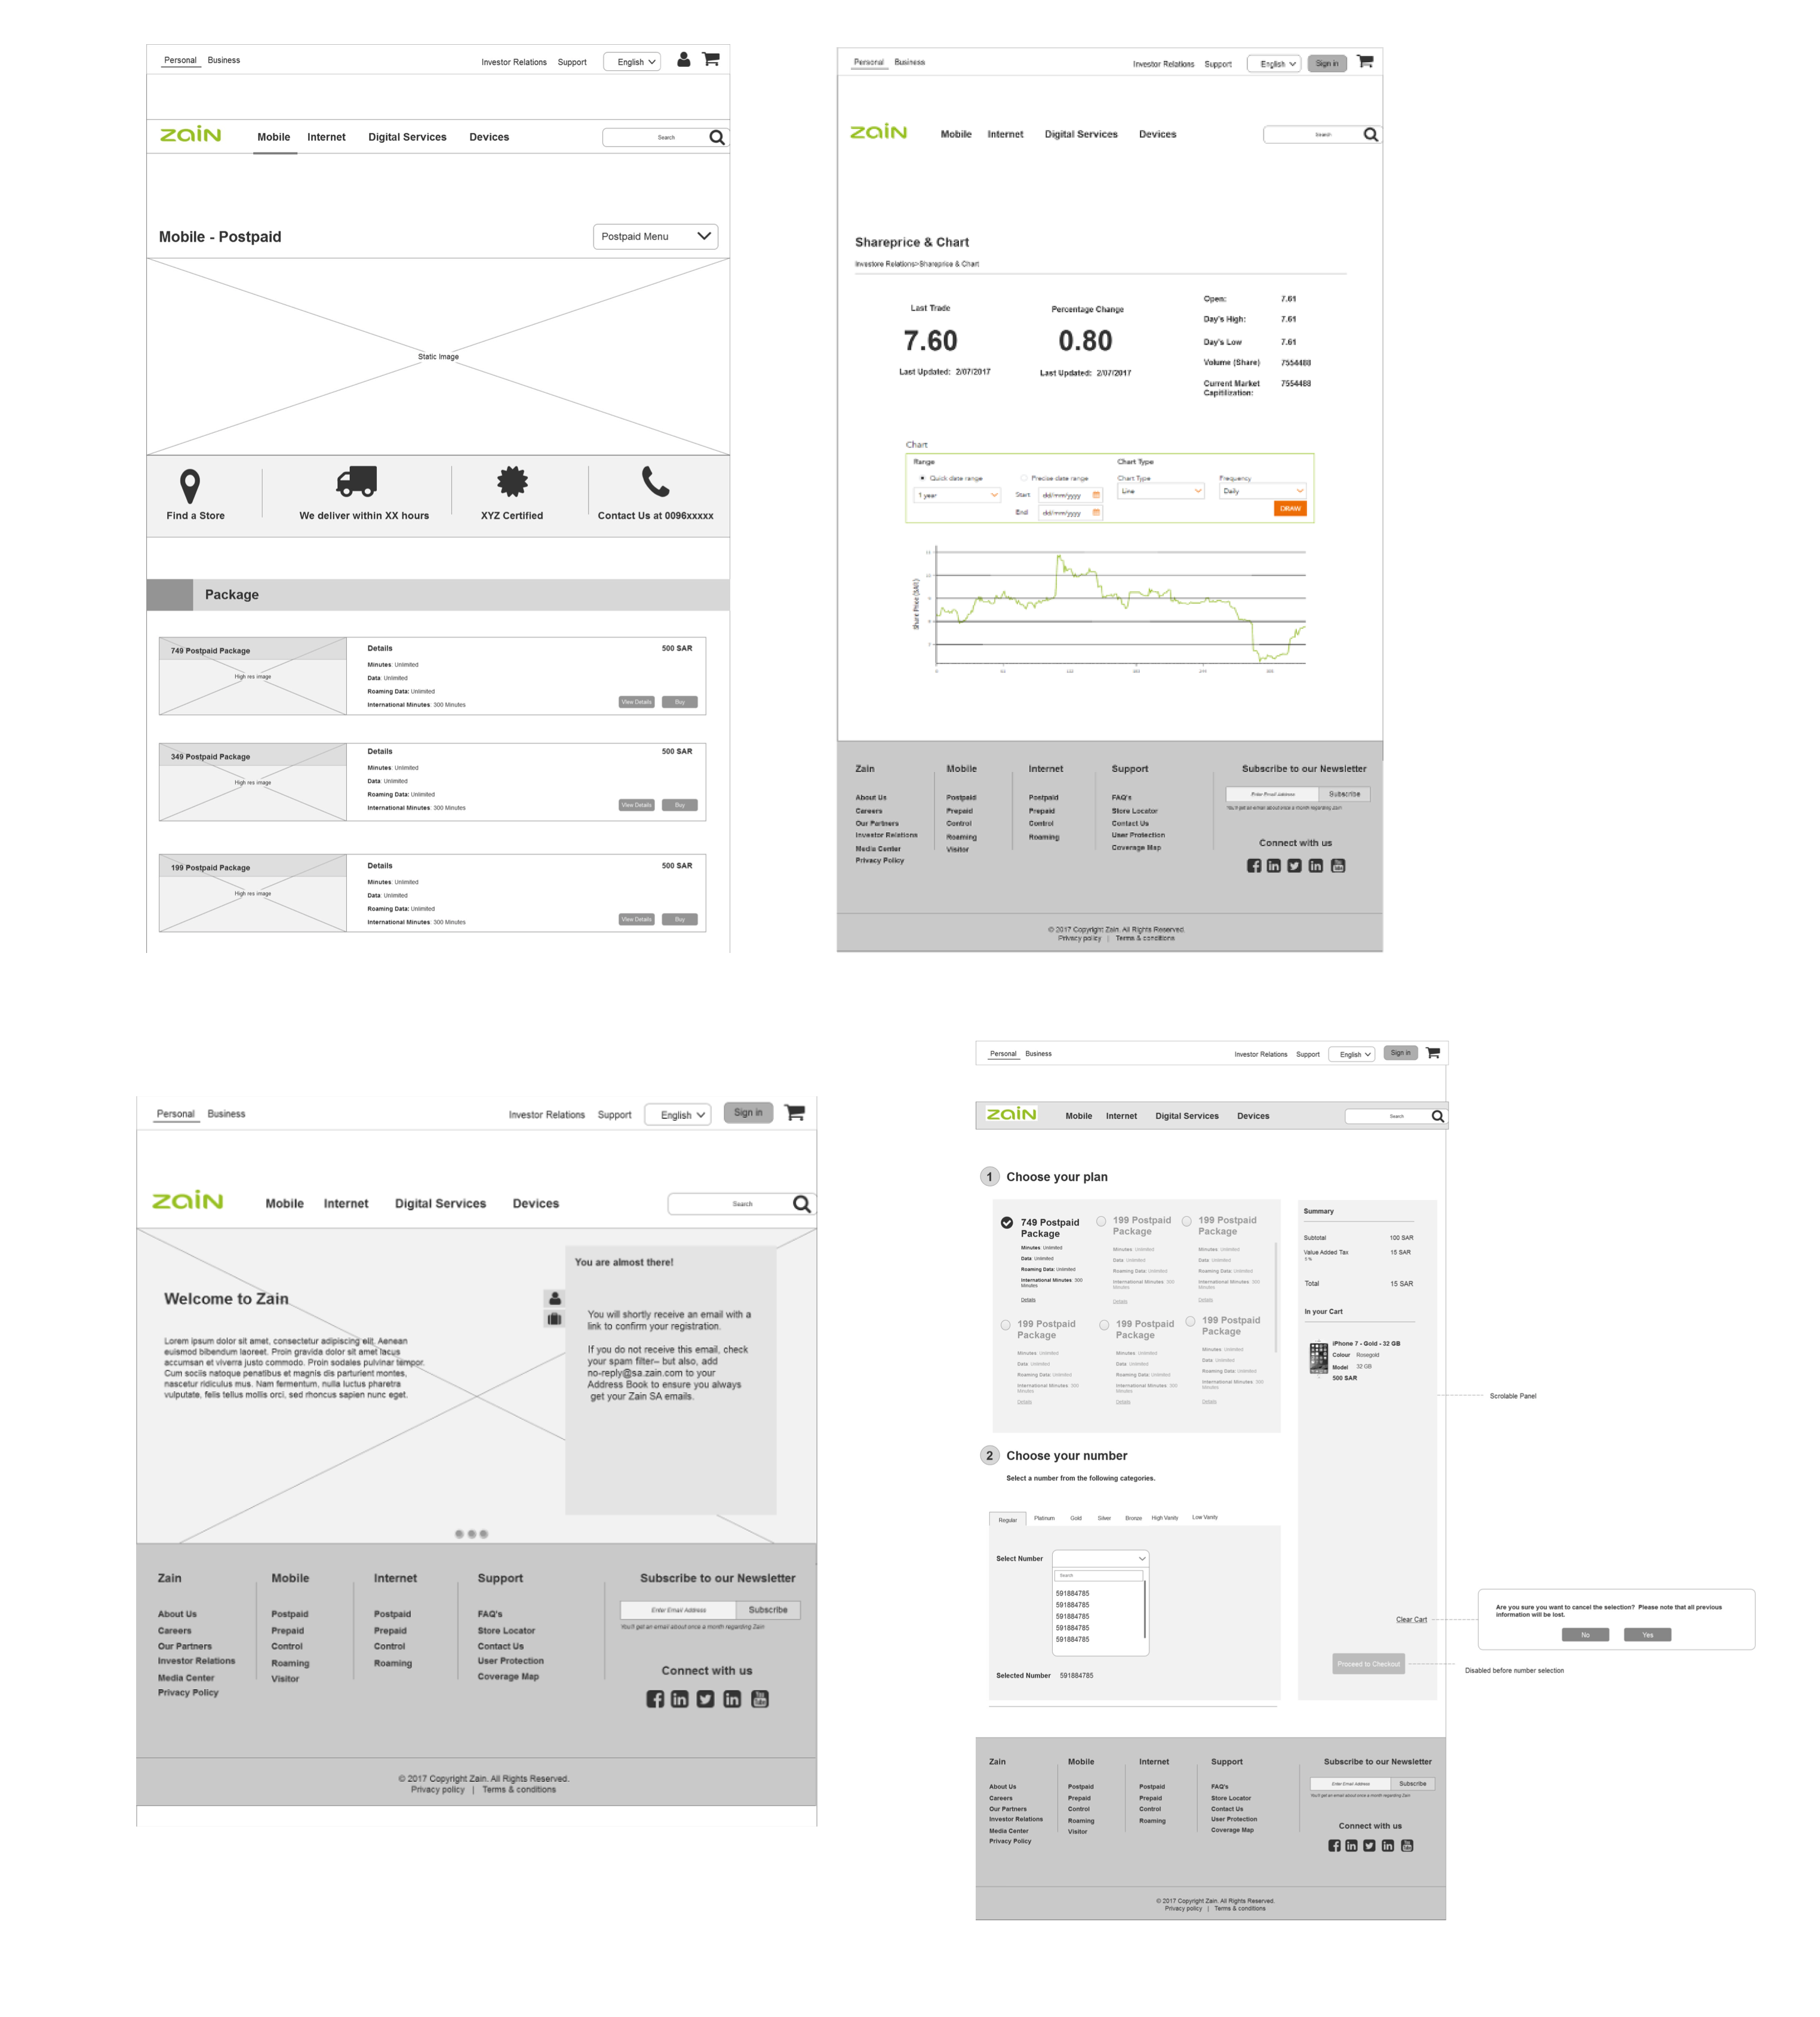 Personal Business Investor Relations Support English
zain Mobile Internet Digital Services Devices Search
Mobile - Postpaid Postpaid Menu
Static Image
Find a Store We deliver within XX hours XYZ Certified Contact Us at 0096xxxxx
Package
749 Postpaid Package
High res image
Details 500 SAR
Minutes: Unlimited
Data: Unlimited
Roaming Data: Unlimited
International Minutes: 300 Minutes
View Details Buy
349 Postpaid Package
High res image
Details 500 SAR
Minutes: Unlimited
Data: Unlimited
Roaming Data: Unlimited
International Minutes: 300 Minutes
View Details Buy
199 Postpaid Package
High res image
Details 500 SAR
Minutes: Unlimited
Data: Unlimited
Roaming Data: Unlimited
International Minutes: 300 Minutes
View Details Buy
Personal Business Investor Relations Support English Sign in
zain Mobile Internet Digital Services Devices Search
Shareprice & Chart
Investore Relations>Shareprice & Chart
Last Trade
7.60
Last Updated: 2/07/2017
Percentage Change
0.80
Last Updated: 2/07/2017
Open: 7.61
Day's High: 7.61
Day's Low 7.61
Volume (Share) 7554488
Current Market Capitilization: 7554488
Chart
Range Chart Type
Quick date range Precise date range Chart Type Frequency
1 year Start dd/mm/yyyy Line Daily
End dd/mm/yyyy DRAW
Share Price (SAR)
Zain
About Us
Careers
Our Partners
Investor Relations
Media Center
Privacy Policy
Mobile
Postpaid
Prepaid
Control
Roaming
Visitor
Internet
Postpaid
Prepaid
Control
Roaming
Support
FAQ's
Store Locator
Contact Us
User Protection
Coverage Map
Subscribe to our Newsletter
Enter Email Address Subscribe
You'll get an email about once a month regarding Zain
Connect with us
© 2017 Copyright Zain. All Rights Reserved.
Privacy policy | Terms & conditions
Personal Business Investor Relations Support English Sign in
zain Mobile Internet Digital Services Devices Search
Welcome to Zain
Lorem ipsum dolor sit amet, consectetur adipiscing elit. Aenean
euismod bibendum laoreet. Proin gravida dolor sit amet lacus
accumsan et viverra justo commodo. Proin sodales pulvinar tempor.
Cum sociis natoque penatibus et magnis dis parturient montes,
nascetur ridiculus mus. Nam fermentum, nulla luctus pharetra
vulputate, felis tellus mollis orci, sed rhoncus sapien nunc eget.
You are almost there!
You will shortly receive an email with a
link to confirm your registration.
If you do not receive this email, check
your spam filter– but also, add
no-reply@sa.zain.com to your
Address Book to ensure you always
get your Zain SA emails.
Zain
About Us
Careers
Our Partners
Investor Relations
Media Center
Privacy Policy
Mobile
Postpaid
Prepaid
Control
Roaming
Visitor
Internet
Postpaid
Prepaid
Control
Roaming
Support
FAQ's
Store Locator
Contact Us
User Protection
Coverage Map
Subscribe to our Newsletter
Enter Email Address Subscribe
You'll get an email about once a month regarding Zain
Connect with us
© 2017 Copyright Zain. All Rights Reserved.
Privacy policy | Terms & conditions
Personal Business Investor Relations Support English Sign in
zain Mobile Internet Digital Services Devices Search
1 Choose your plan
749 Postpaid
Package
Minutes: Unlimited
Data: Unlimited
Roaming Data: Unlimited
International Minutes: 300
Minutes
Details
199 Postpaid
Package
Minutes: Unlimited
Data: Unlimited
Roaming Data: Unlimited
International Minutes: 300
Minutes
Details
199 Postpaid
Package
Minutes: Unlimited
Data: Unlimited
Roaming Data: Unlimited
International Minutes: 300
Minutes
Details
199 Postpaid
Package
Minutes: Unlimited
Data: Unlimited
Roaming Data: Unlimited
International Minutes: 300
Minutes
Details
199 Postpaid
Package
Minutes: Unlimited
Data: Unlimited
Roaming Data: Unlimited
International Minutes: 300
Minutes
Details
199 Postpaid
Package
Minutes: Unlimited
Data: Unlimited
Roaming Data: Unlimited
International Minutes: 300
Minutes
Details
Summary
Subtotal 100 SAR
Value Added Tax 15 SAR
Total 15 SAR
In your Cart
iPhone 7 - Gold - 32 GB
Colour Rosegold
Model 32 GB
500 SAR
Scrolable Panel
2 Choose your number
Select a number from the following categories.
Regular Platinum Gold Silver Bronze High Vanity Low Vanity
Select Number
Search
591884785
591884785
591884785
591884785
591884785
Selected Number 591884785
Clear Cart
Are you sure you want to cancel the selection? Please note that all previous
information will be lost.
No Yes
Proceed to Checkout
Disabled before number selection
Zain
About Us
Careers
Our Partners
Investor Relations
Media Center
Privacy Policy
Mobile
Postpaid
Prepaid
Control
Roaming
Visitor
Internet
Postpaid
Prepaid
Control
Roaming
Support
FAQ's
Store Locator
Contact Us
User Protection
Coverage Map
Subscribe to our Newsletter
Enter Email Address Subscribe
You'll get an email about once a month regarding Zain
Connect with us
© 2017 Copyright Zain. All Rights Reserved.
Privacy policy | Terms & conditions